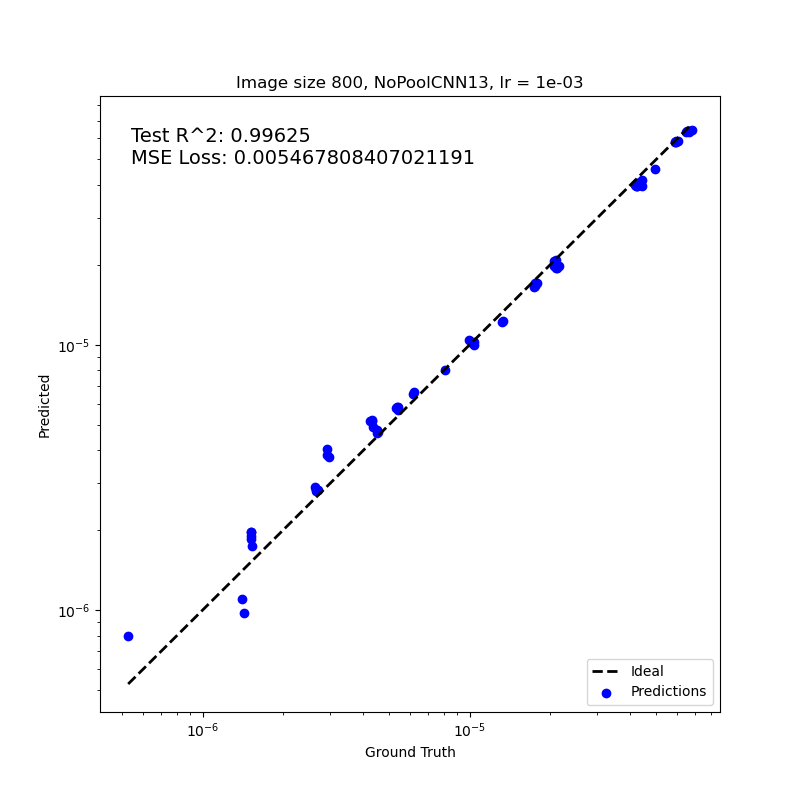 Image size 800, NoPoolCNN13, lr = 1e-03
Test R^2: 0.99625
MSE Loss: 0.005467808407021191
10⁻⁵
10⁻⁶
Predicted
Ideal
Predictions
10⁻⁶ 10⁻⁵
Ground Truth